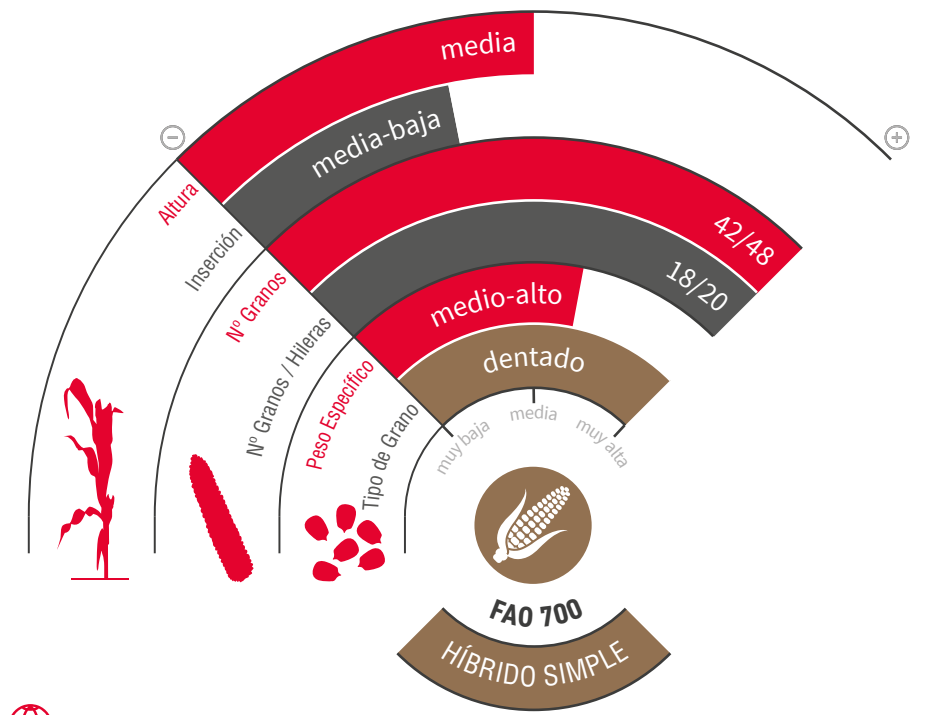 media
media-baja
42/48
18/20
medio-alto
dentado
Altura
Inserción
Nº Granos
Nº Granos / Hileras
Peso Específico
Tipo de Grano
muy baja
media
muy alta
FAO 700
HÍBRIDO SIMPLE